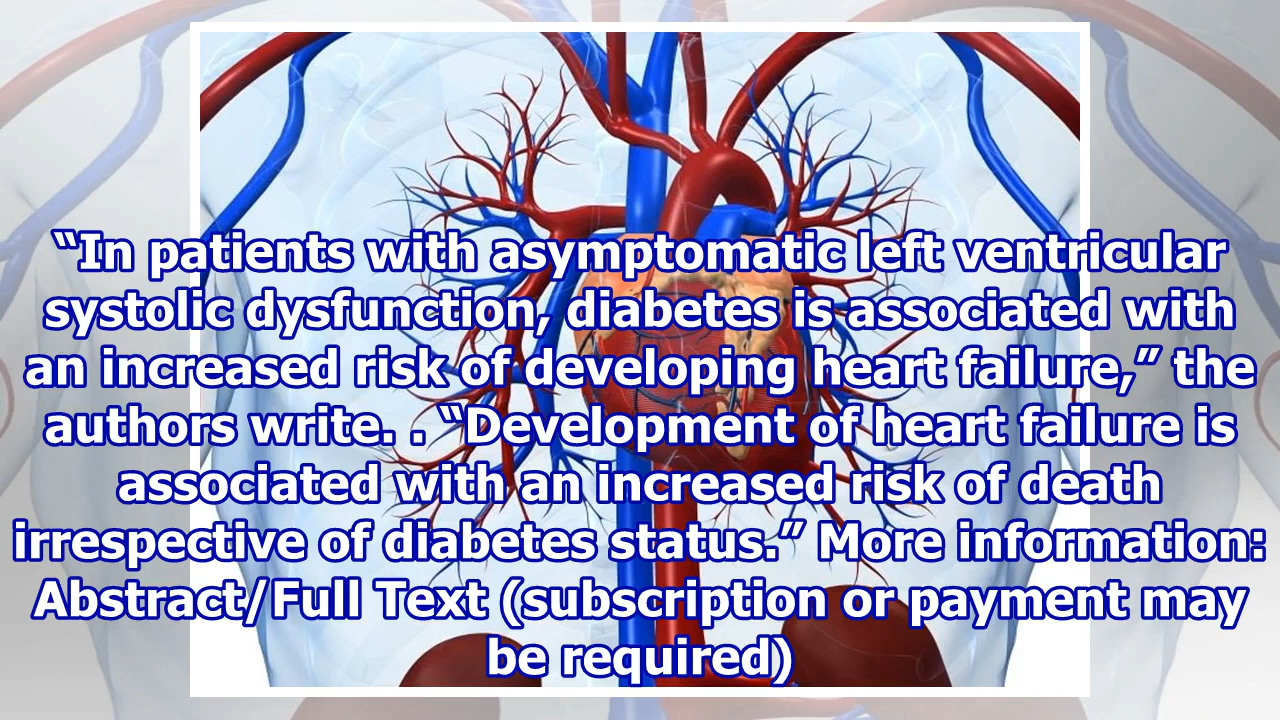 “In patients with asymptomatic left ventricular
systolic dysfunction, diabetes is associated with
an increased risk of developing heart failure,” the
authors write. . “Development of heart failure is
associated with an increased risk of death
irrespective of diabetes status.” More information:
Abstract/Full Text (subscription or payment may
be required)